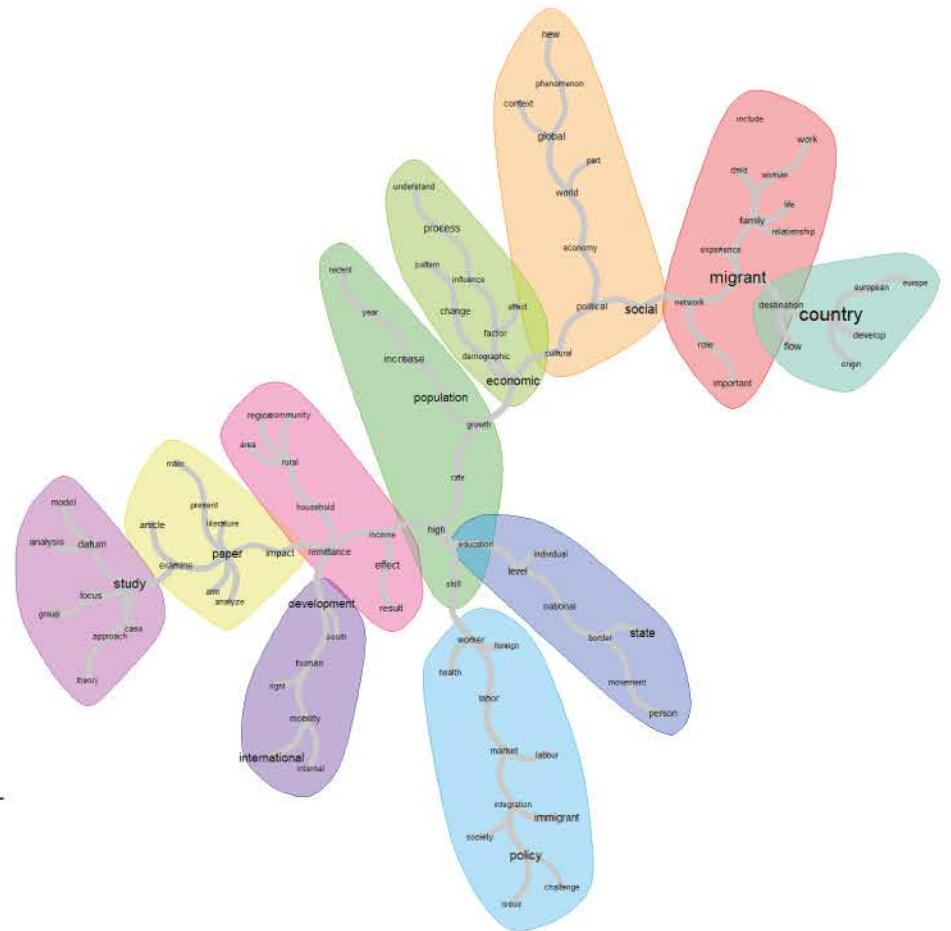 new
phenomenon
context
global
part
world
economy
political
social
cultural
include
work
child
woman
life
family
relationship
experience
migrant
network
role
important
destination
flow
country
european
europe
develop
origin
understand
process
pattern
influence
change
affect
factor
demographic
economic
recent
year
increase
population
growth
rate
high
skill
education
individual
level
national
border
state
movement
person
region
community
area
rural
household
income
remittance
effect
result
present
literature
article
paper
impact
examine
aim
analyze
model
analysis
datum
study
focus
group
case
approach
theory
development
south
human
right
mobility
international
internal
worker
foreign
health
labor
market
labour
integration
immigrant
society
policy
challenge
issue